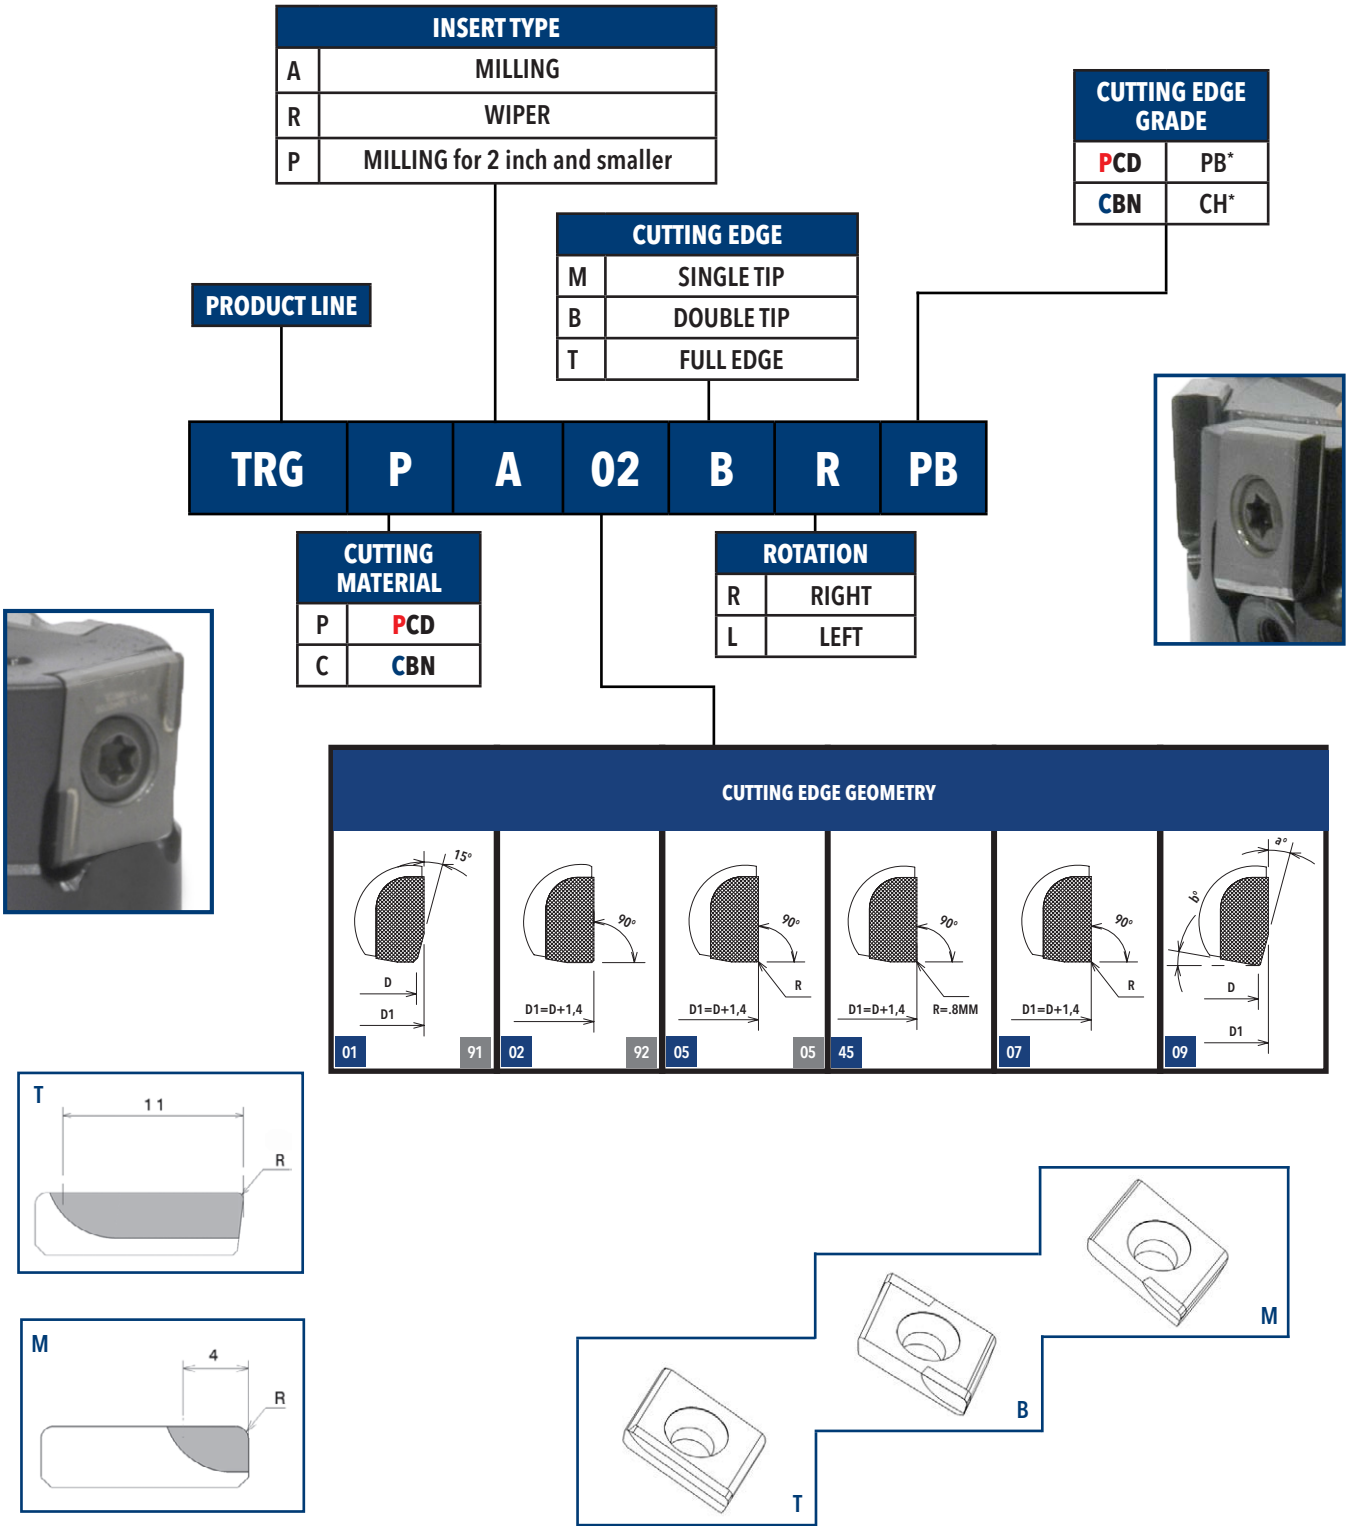 INSERT TYPE
A MILLING
R WIPER
P MILLING for 2 inch and smaller
CUTTING EDGE
GRADE
PCD PB*
CBN CH*
CUTTING EDGE
M SINGLE TIP
B DOUBLE TIP
T FULL EDGE
PRODUCT LINE
TRG P A 02 B R PB
CUTTING
MATERIAL
P PCD
C CBN
ROTATION
R RIGHT
L LEFT
CUTTING EDGE GEOMETRY
15°
D
D1
01 91
90°
D1=D+1,4
02 92
90°
R
D1=D+1,4
05 05
90°
D1=D+1,4 R=.8MM
45
90°
R
D1=D+1,4
07
a°
b°
D
D1
09
T
11
R
M
4
R
M
B
T